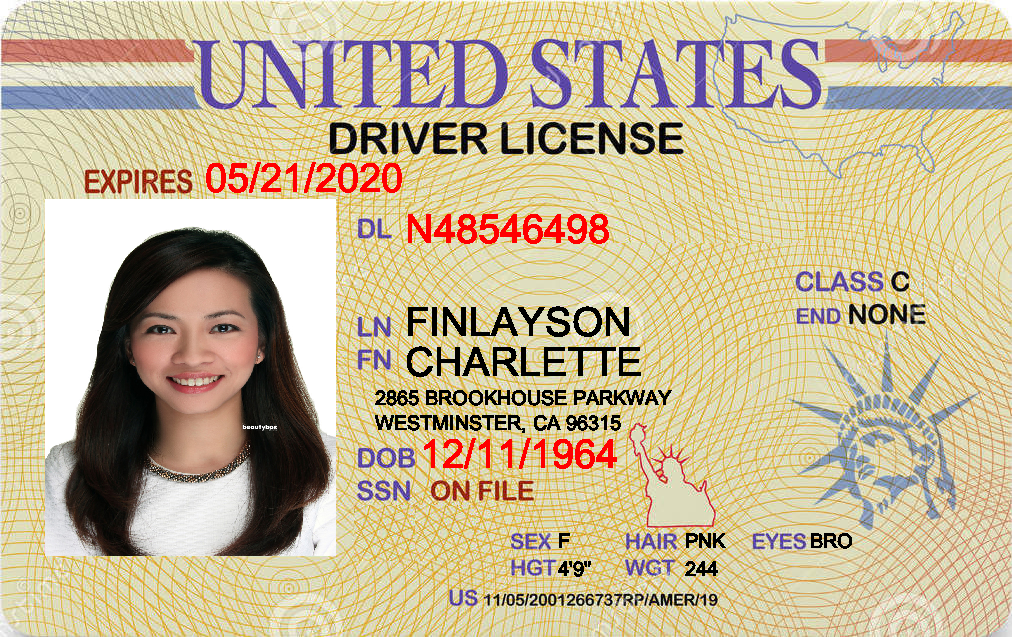 UNITED STATES
DRIVER LICENSE
EXPIRES 05/21/2020
DL N48546498
CLASS C
END NONE
LN FINLAYSON
FN CHARLETTE
2865 BROOKHOUSE PARKWAY
WESTMINSTER, CA 96315
beautybps
DOB 12/11/1964
SSN ON FILE
SEX F HAIR PNK EYES BRO
HGT 4'9" WGT 244
US 11/05/2001266737RP/AMER/19